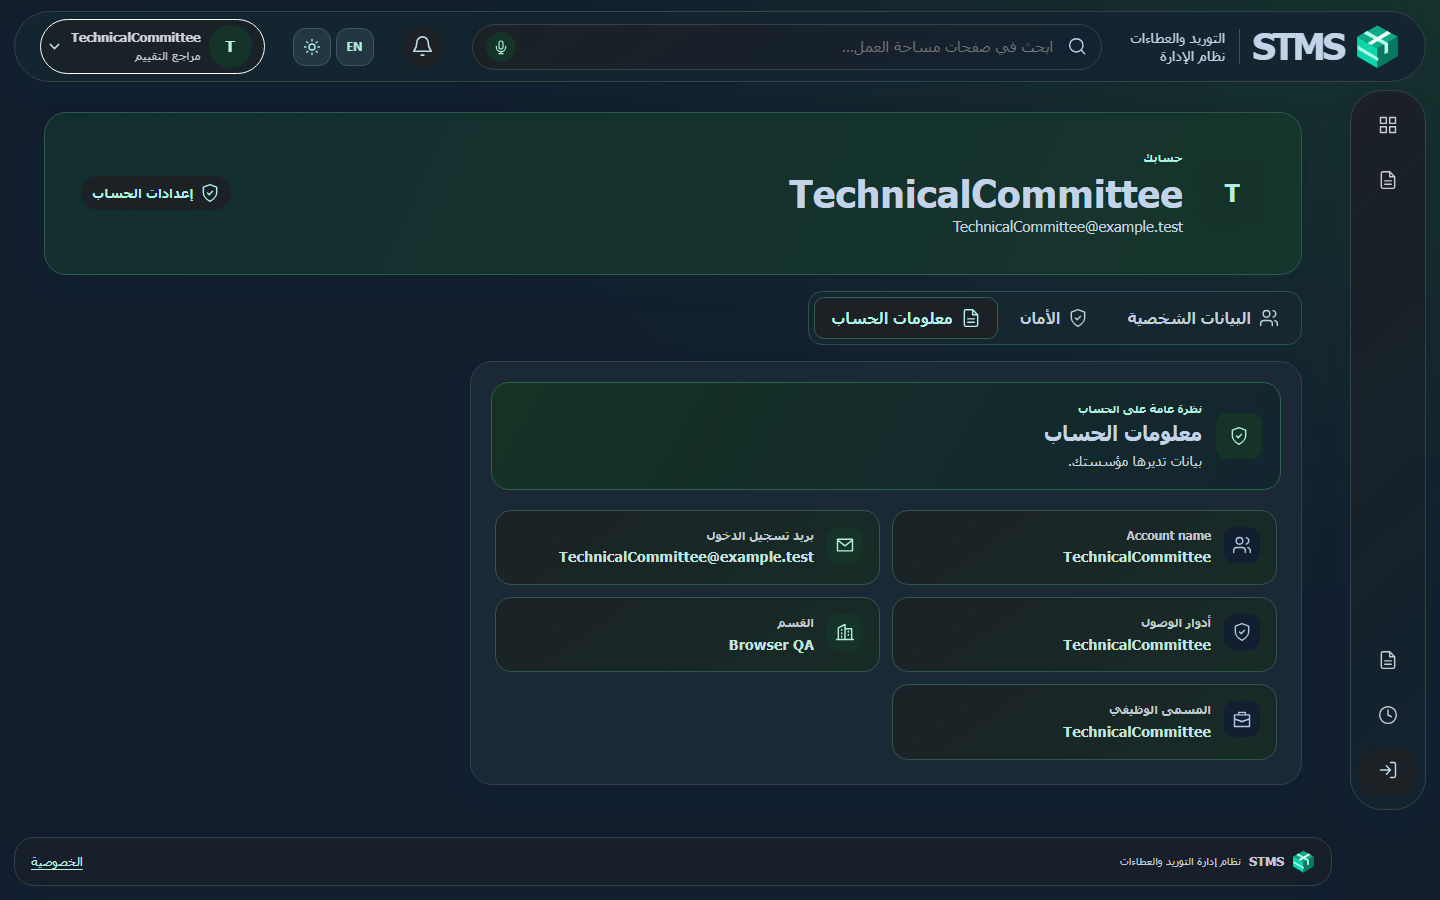 STMS
التوريد والعطاءات
نظام الإدارة
ابحث في صفحات مساحة العمل...
EN
T
TechnicalCommittee
مراجع التقييم
حسابك
T
TechnicalCommittee
TechnicalCommittee@example.test
إعدادات الحساب
البيانات الشخصية
الأمان
معلومات الحساب
نظرة عامة على الحساب
معلومات الحساب
بيانات تديرها مؤسستك.
Account name
TechnicalCommittee
بريد تسجيل الدخول
TechnicalCommittee@example.test
أدوار الوصول
TechnicalCommittee
القسم
Browser QA
المسمى الوظيفي
TechnicalCommittee
STMS نظام إدارة التوريد والعطاءات
الخصوصية